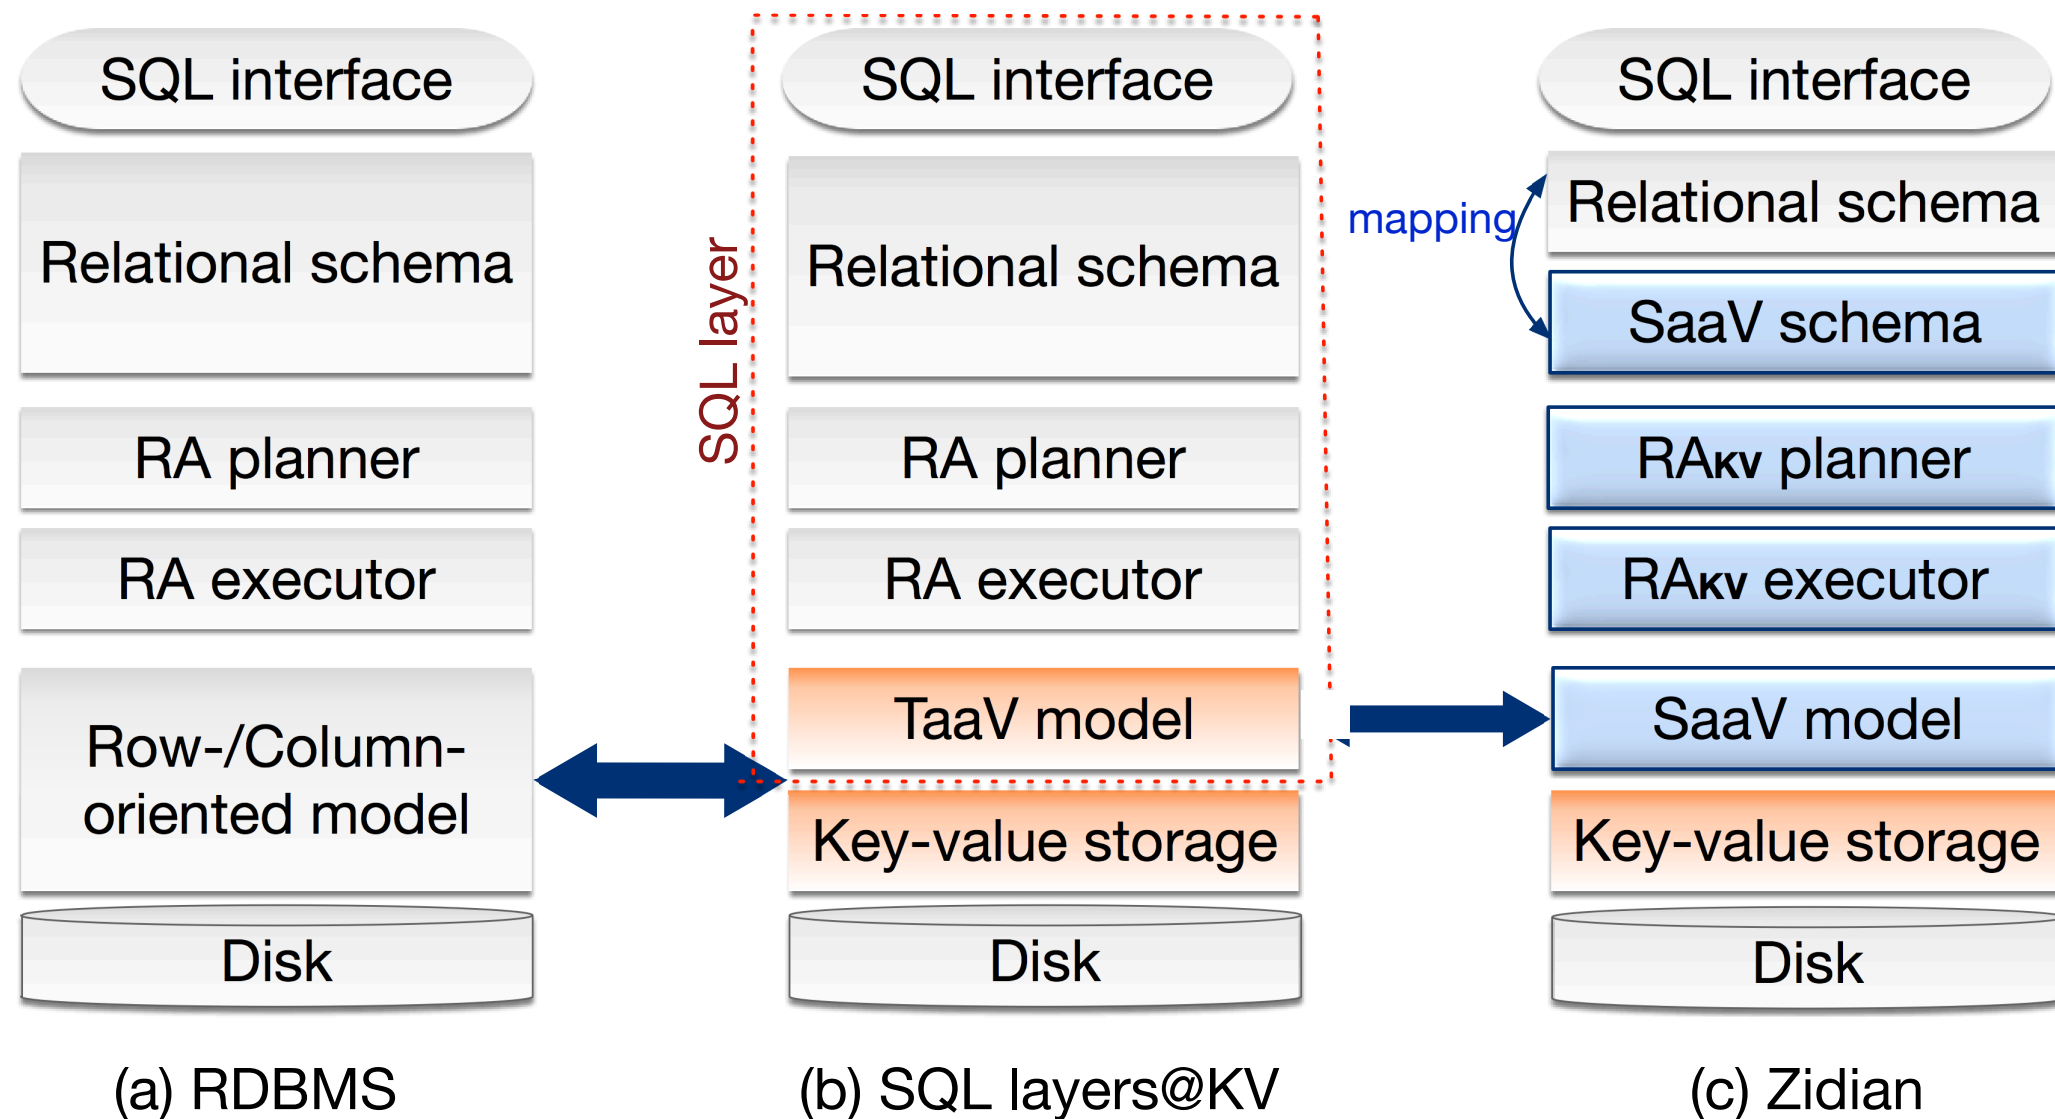 SQL interface
Relational schema
RA planner
RA executor
Row-/Column-
oriented model
Disk
(a) RDBMS
SQL layer
SQL interface
Relational schema
RA planner
RA executor
TaaV model
Key-value storage
Disk
(b) SQL layers@KV
mapping
SQL interface
Relational schema
SaaV schema
RAKV planner
RAKV executor
SaaV model
Key-value storage
Disk
(c) Zidian